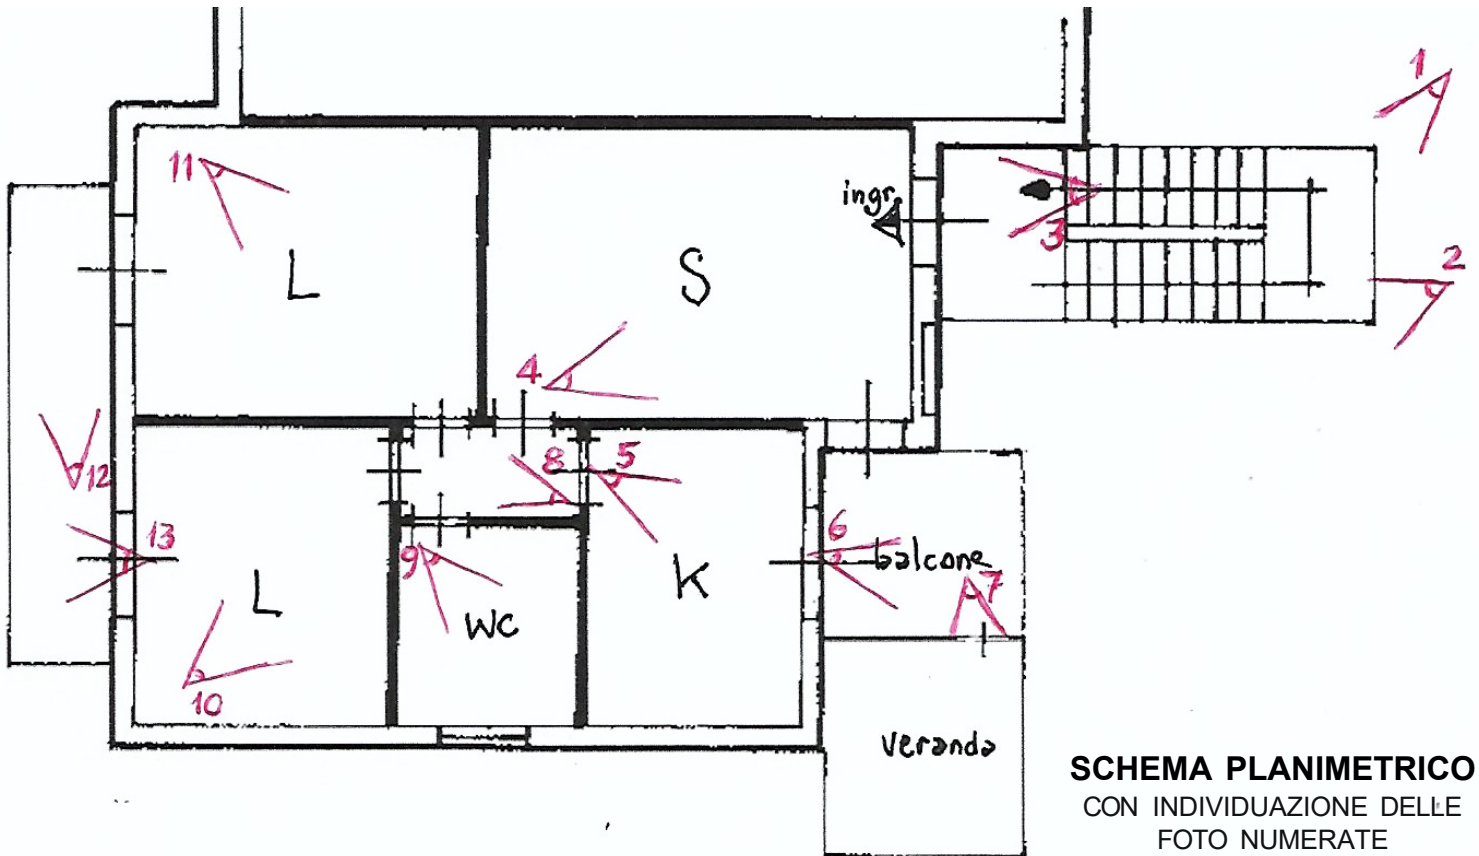 1
11
ingr.
3
2
L
S
4
12
8
5
13
9
6
balcone
7
L
K
WC
10
veranda
SCHEMA PLANIMETRICO
CON INDIVIDUAZIONE DELLE
FOTO NUMERATE